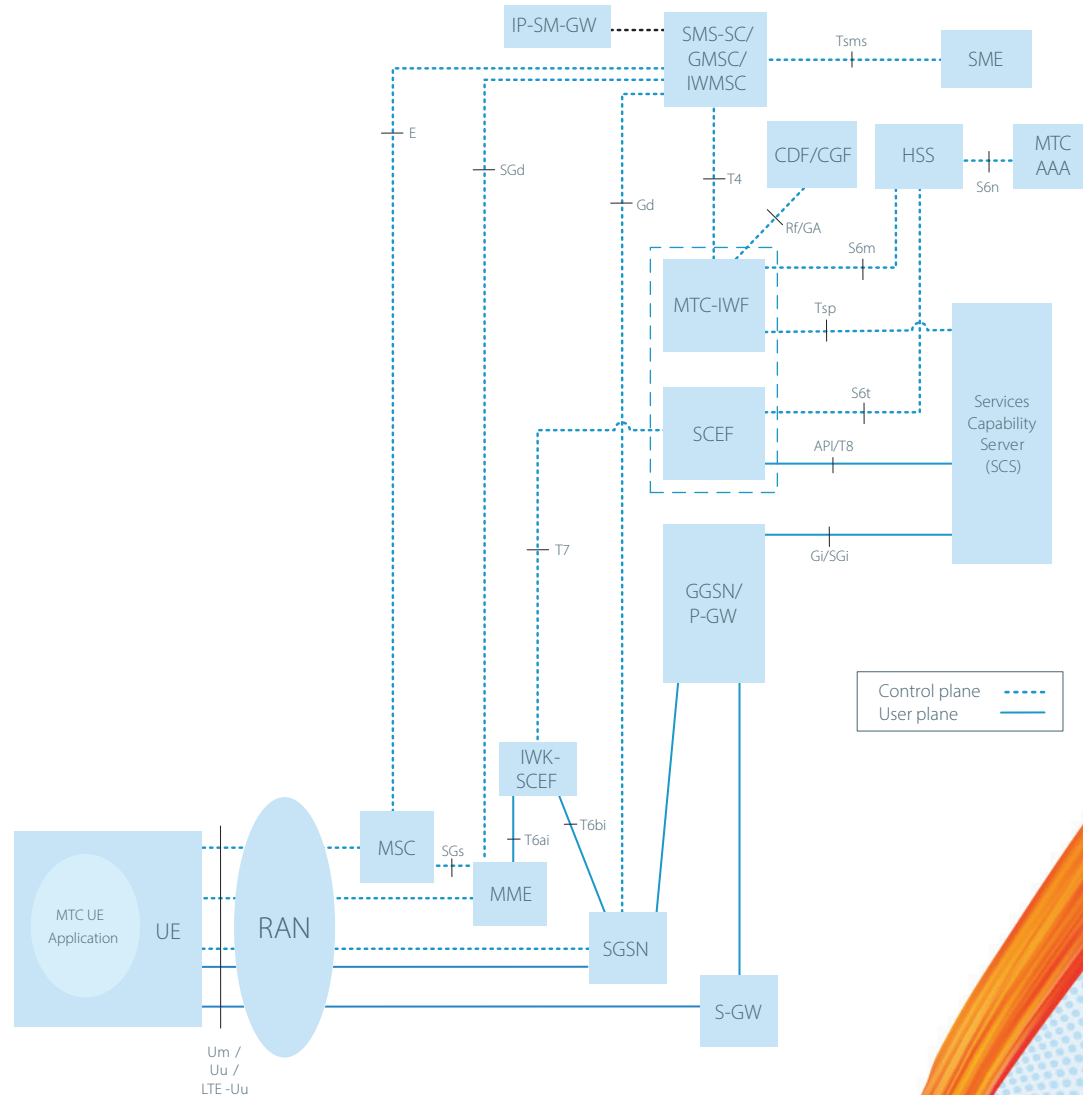 IP-SM-GW
SMS-SC/
GMSC/
IWMSC
Tsms
SME
E
SGd
Gd
T4
CDF/CGF
HSS
S6n
MTC
AAA
Rf/GA
S6m
MTC-IWF
Tsp
S6t
SCEF
API/T8
Services
Capability
Server
(SCS)
T7
Gi/SGi
GGSN/
P-GW
Control plane
User plane
IWK-
SCEF
T6ai
T6bi
MSC
SGs
MME
MTC UE
Application
UE
RAN
SGSN
S-GW
Um /
Uu /
LTE -Uu